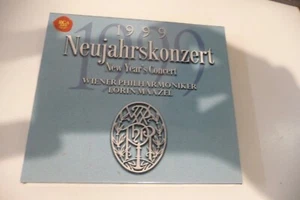 1999
Neujahrskonzert
New Year's Concert
WIENER PHILHARMONIKER
LORIN MAAZEL